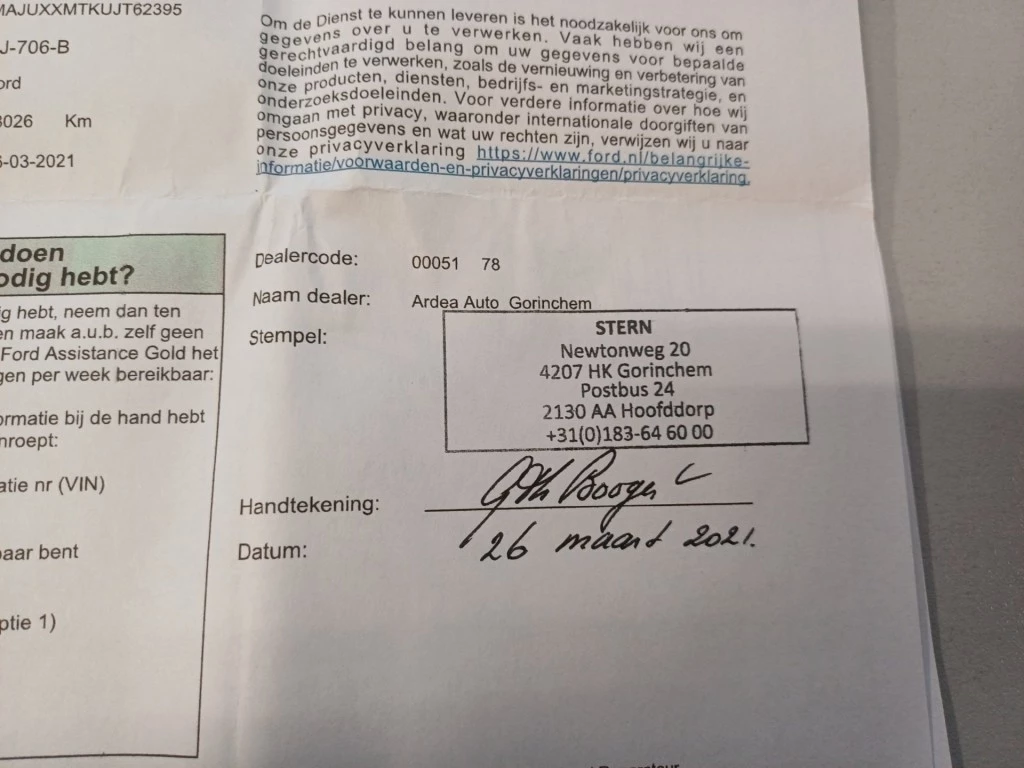 MAJUXXMTKUJT62395
J-706-B
ord
3026 Km
6-03-2021
Om de Dienst te kunnen leveren is het noodzakelijk voor ons om
gegevens over u te verwerken. Vaak hebben wij een
gerechtvaardigd belang om uw gegevens voor bepaalde
doeleinden te verwerken, zoals de vernieuwing en verbetering van
onze producten, diensten, bedrijfs- en marketingstrategie, en
onderzoeksdoeleinden. Voor verdere informatie over hoe wij
omgaan met privacy, waaronder internationale doorgiften van
persoonsgegevens en wat uw rechten zijn, verwijzen wij u naar
onze privacyverklaring https://www.ford.nl/belangrijke-
informatie/voorwaarden-en-privacyverklaringen/privacyverklaring.
doen
odig hebt?
ig hebt, neem dan ten
en maak a.u.b. zelf geen
Ford Assistance Gold het
gen per week bereikbaar:
ormatie bij de hand hebt
nroept:
atie nr (VIN)
baar bent
ptie 1)
Dealercode: 00051 78
Naam dealer: Ardea Auto Gorinchem
Stempel:
STERN
Newtonweg 20
4207 HK Gorinchem
Postbus 24
2130 AA Hoofddorp
+31(0)183-64 60 00
Handtekening:
Datum: 26 maart 2021.